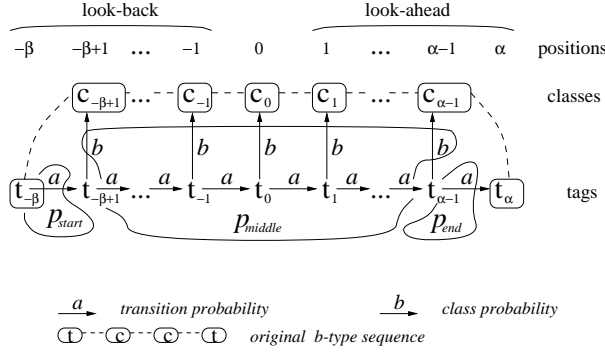 look-back look-ahead
−β −β+1 ... −1 0 1 ... α−1 α positions
c−β+1 ... c−1 c0 c1 ... cα−1 classes
b b b b b
a a a a a a a a
t−β t−β+1 ... t−1 t0 t1 ... tα−1 tα tags
pstart pmiddle pend
a transition probability b class probability
t c c t original b-type sequence